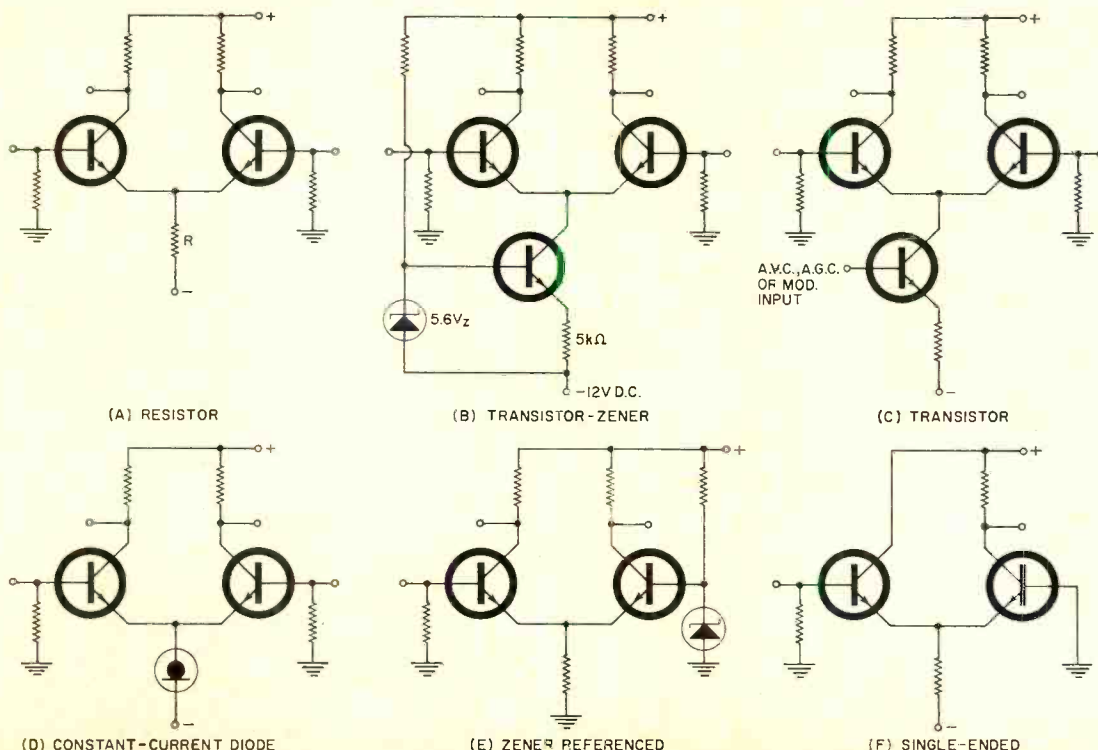 +
+
+
R
5.6Vz
5kΩ
A.V.C., A.G.C.
OR MOD.
INPUT
−
−12V D.C.
−
(A) RESISTOR
(B) TRANSISTOR-ZENER
(C) TRANSISTOR
+
+
+
−
−
(D) CONSTANT-CURRENT DIODE
(E) ZENER REFERENCED
(F) SINGLE-ENDED